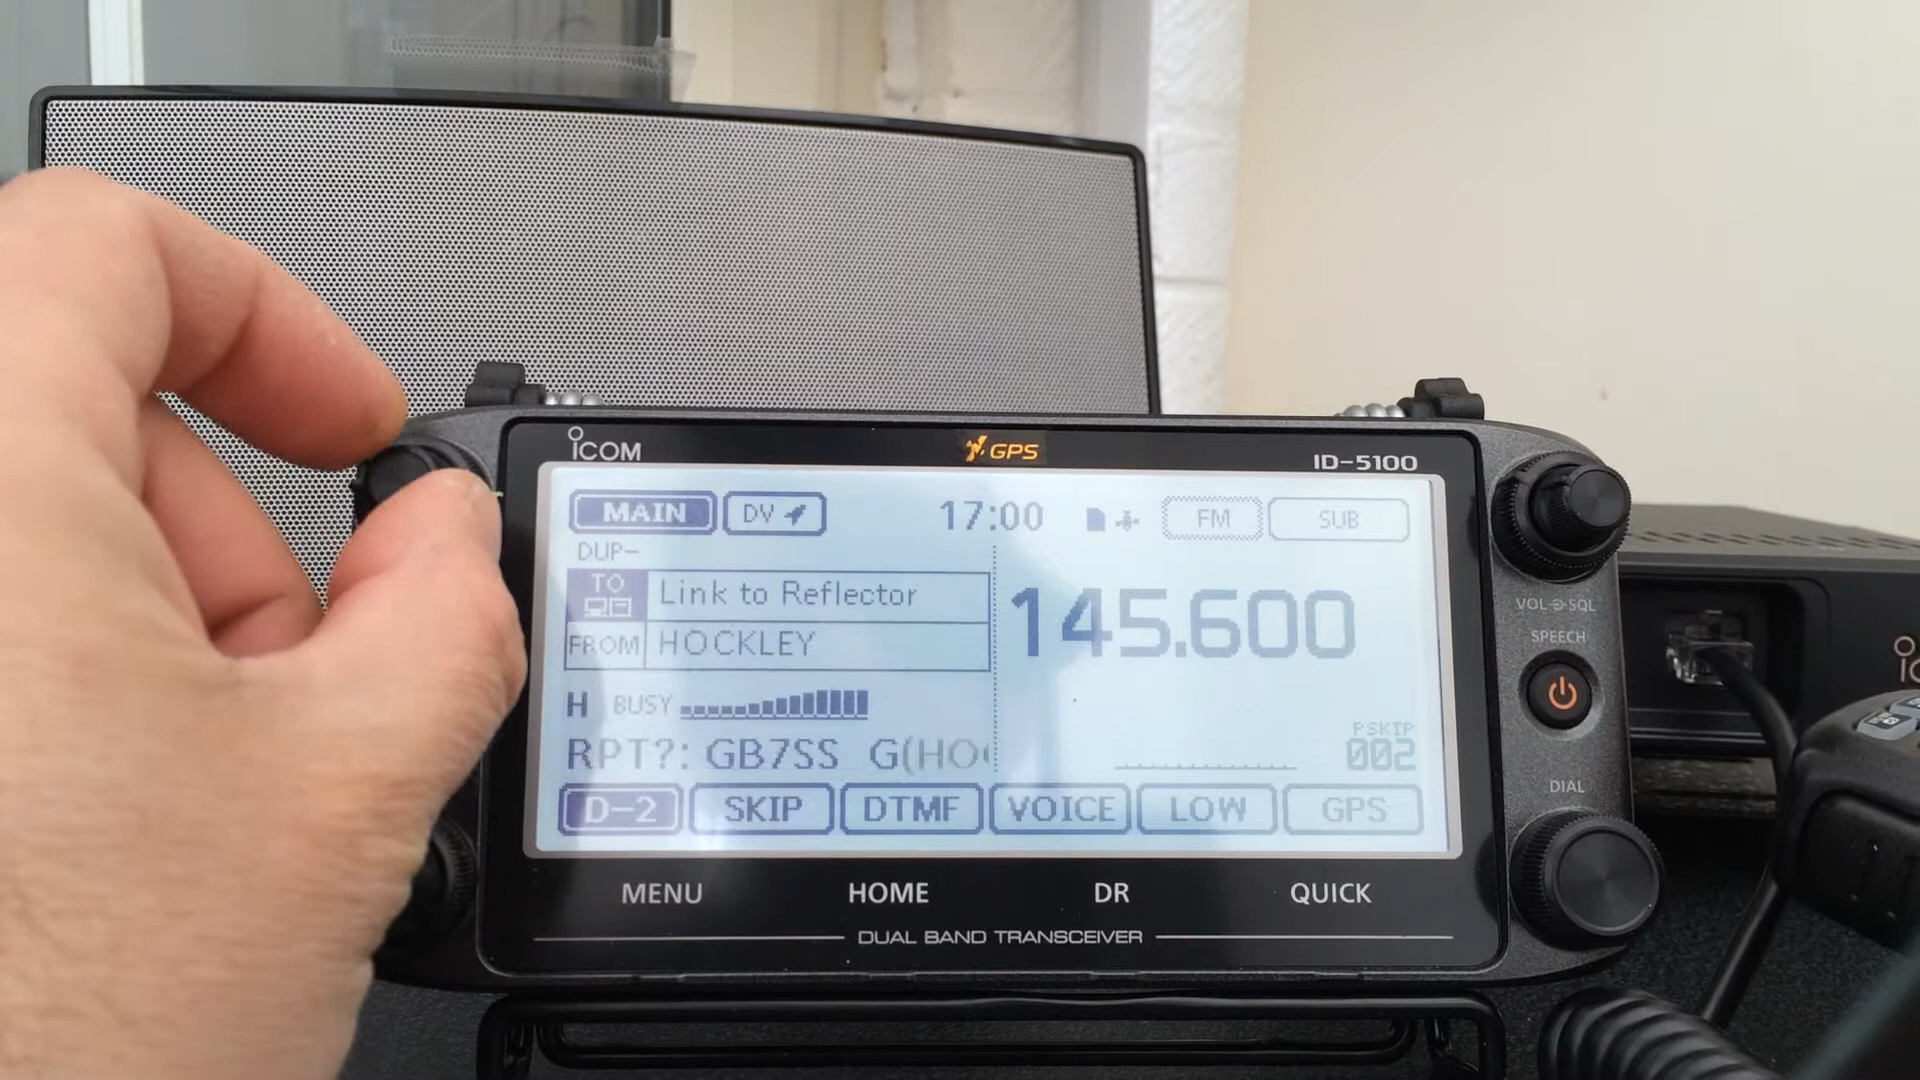 ICOM
GPS
ID-5100
MAIN DV 17:00 FM SUB
DUP-
TO Link to Reflector
FROM HOCKLEY
145.600
H BUSY
RPT?: GB7SS G(HO
PSKIP
002
D-2 SKIP DTMF VOICE LOW GPS
MENU HOME DR QUICK
DUAL BAND TRANSCEIVER
VOL SQL
SPEECH
DIAL